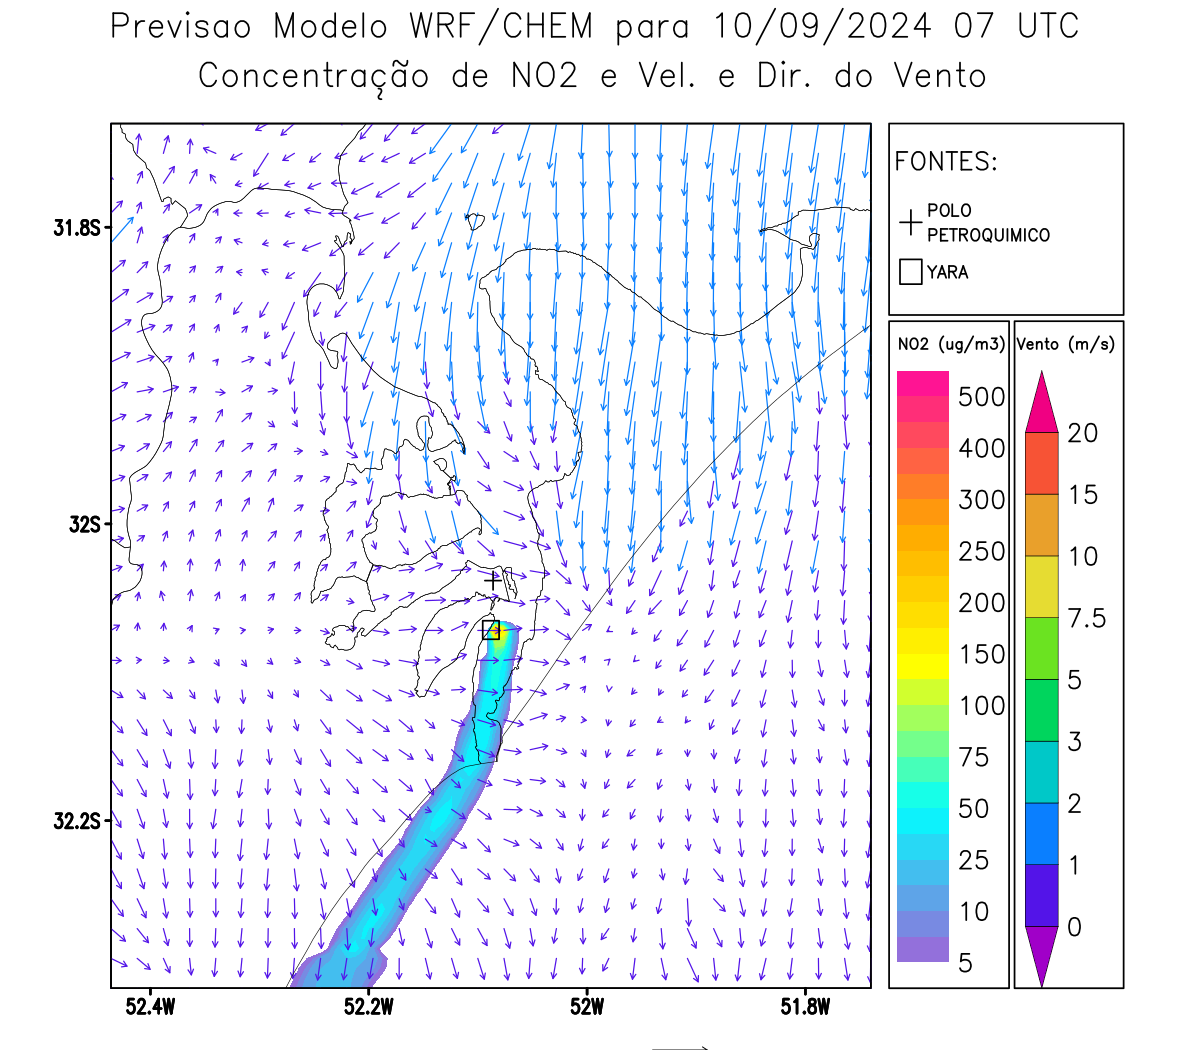 Previsao Modelo WRF/CHEM para 10/09/2024 07 UTC
Concentração de NO2 e Vel. e Dir. do Vento
FONTES:
POLO
PETROQUIMICO
YARA
NO2 (ug/m3)
500
400
300
250
200
150
100
75
50
25
10
5
Vento (m/s)
20
15
10
7.5
5
3
2
1
0
31.8S
32S
32.2S
52.4W
52.2W
52W
51.8W